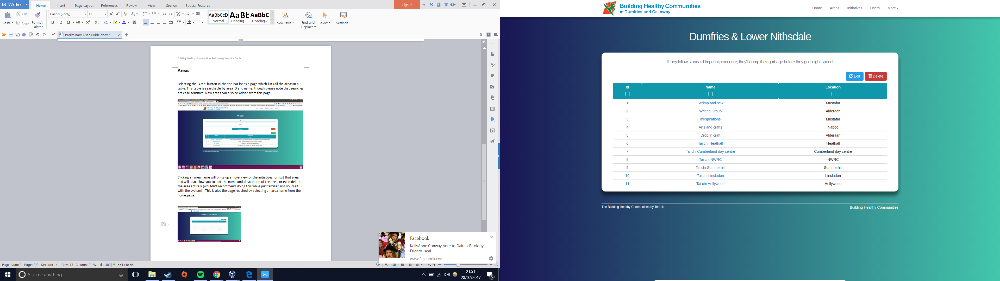 Writer
Home
Insert
Page Layout
References
Review
View
Section
Special Features
Sign in
Cut
Paste
Copy
Format
Painter
Calibri (Body)
12
AaBbCcD
Normal
AaBb
Heading 1
AaBbC
Heading 2
New Style
Find and
Replace
Select
Settings
Preliminary User Guide.docx *
Building Healthy Communities Preliminary Website Guide
Areas
Selecting the ‘Area’ button in the top bar loads a page which lists all the areas in a
table. This table is searchable by area ID and name, though please note that searches
are case sensitive. New areas can also be added from this page.
Building Healthy Communities
Areas
Clicking an area name will bring up an overview of the initiatives for just that area,
and will also allow you to edit the name and description of the area, or even delete
the area entirely (wouldn’t recommend doing this while just familiarising yourself
with the system!). This is also the page reached by selecting an area name from the
home page.
Dumfries & Lower Nithsdale
Facebook
KellyAnne Conway Vore to Daire's Bi-ology
Friends: seal
www.facebook.com
Page Num: 3 Page: 3/3 Section: 1/1 Row: 13 Column: 2 Words: 383 Spell Check
70 %
Ask me anything
21:51
28/02/2017
5
Building Healthy Communities
in Dumfries and Galloway
Home Areas Initiatives Users More
Dumfries & Lower Nithsdale
If they follow standard Imperial procedure, they'll dump their garbage before they go to light-speed.
Edit Delete
Id Name Location
↑ ↓ ↑ ↓ ↑ ↓
1 Scrimp and sew Mustafar
2 Writing Group Alderaan
3 Inkspirations Mustafar
4 Arts and crafts Naboo
5 Drop in craft Alderaan
6 Tai chi Heathall Heathall
7 Tai chi Cumberland day centre Cumberland day centre
8 Tai chi NWRC NWRC
9 Tai chi Summerhill Summerhill
10 Tai chi Lincluden Lincluden
11 Tai chi Hollywood Hollywood
The Building Healthy Communities by TeamN
Building Healthy Communities